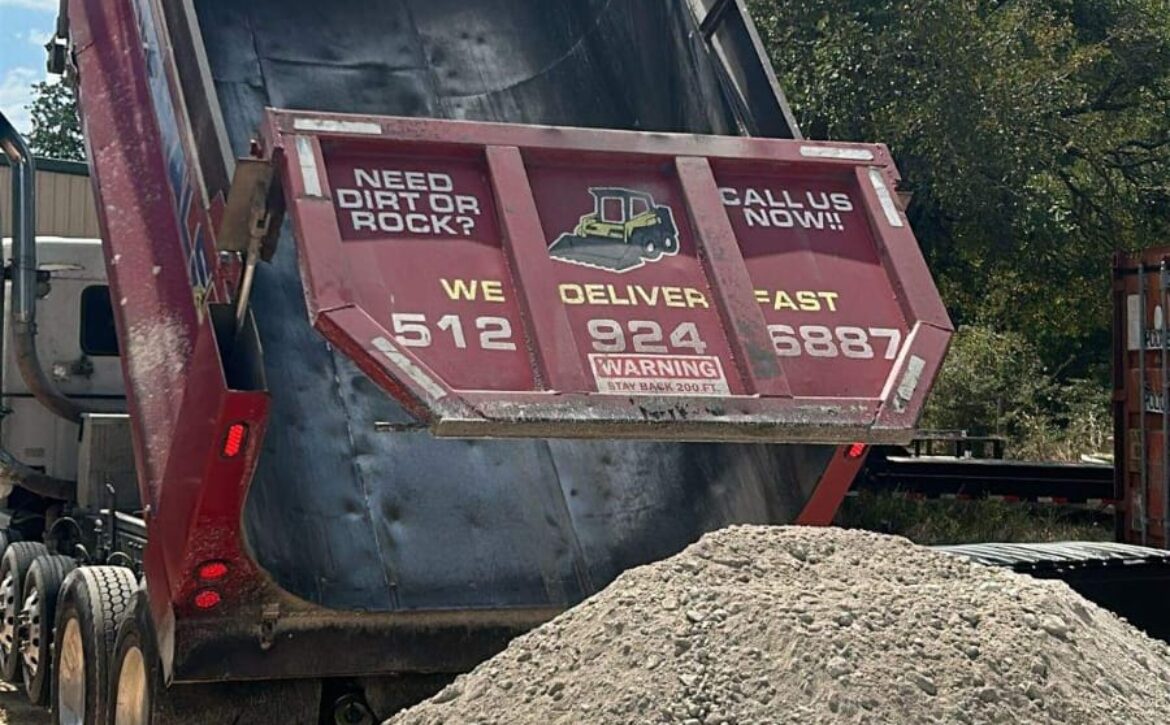 NEED
DIRT OR
ROCK?
CALL US
NOW!!
WE DELIVER FAST
512 924 6887
WARNING
STAY BACK 200 FT.